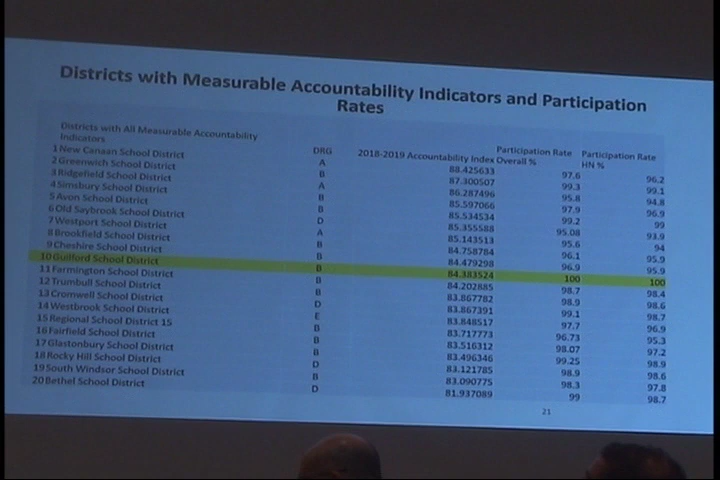 Districts with Measurable Accountability Indicators and Participation
Rates
Districts with All Measurable Accountability
Indicators DRG 2018-2019 Accountability Index Participation Rate Overall % Participation Rate HN %
1 New Canaan School District A 88.425633 97.6 96.2
2 Greenwich School District B 87.300507 99.3 99.1
3 Ridgefield School District A 86.287496 95.8 94.8
4 Simsbury School District B 85.597066 97.9 96.9
5 Avon School District B 85.534534 99.2 99
6 Old Saybrook School District D 85.355588 95.08 93.9
7 Westport School District A 85.143513 95.6 94
8 Brookfield School District B 84.758784 96.1 95.9
9 Cheshire School District B 84.479298 96.9 95.9
10 Guilford School District B 84.383524 100 100
11 Farmington School District B 84.202885 98.7 98.4
12 Trumbull School District B 83.867782 98.9 98.6
13 Cromwell School District D 83.867391 99.1 98.7
14 Westbrook School District E 83.848517 97.7 96.9
15 Regional School District 15 B 83.717773 96.73 95.3
16 Fairfield School District B 83.516312 98.07 97.2
17 Glastonbury School District B 83.496346 99.25 98.9
18 Rocky Hill School District D 83.121785 98.9 98.6
19 South Windsor School District B 83.090775 98.3 97.8
20 Bethel School District D 81.937089 99 98.7
21